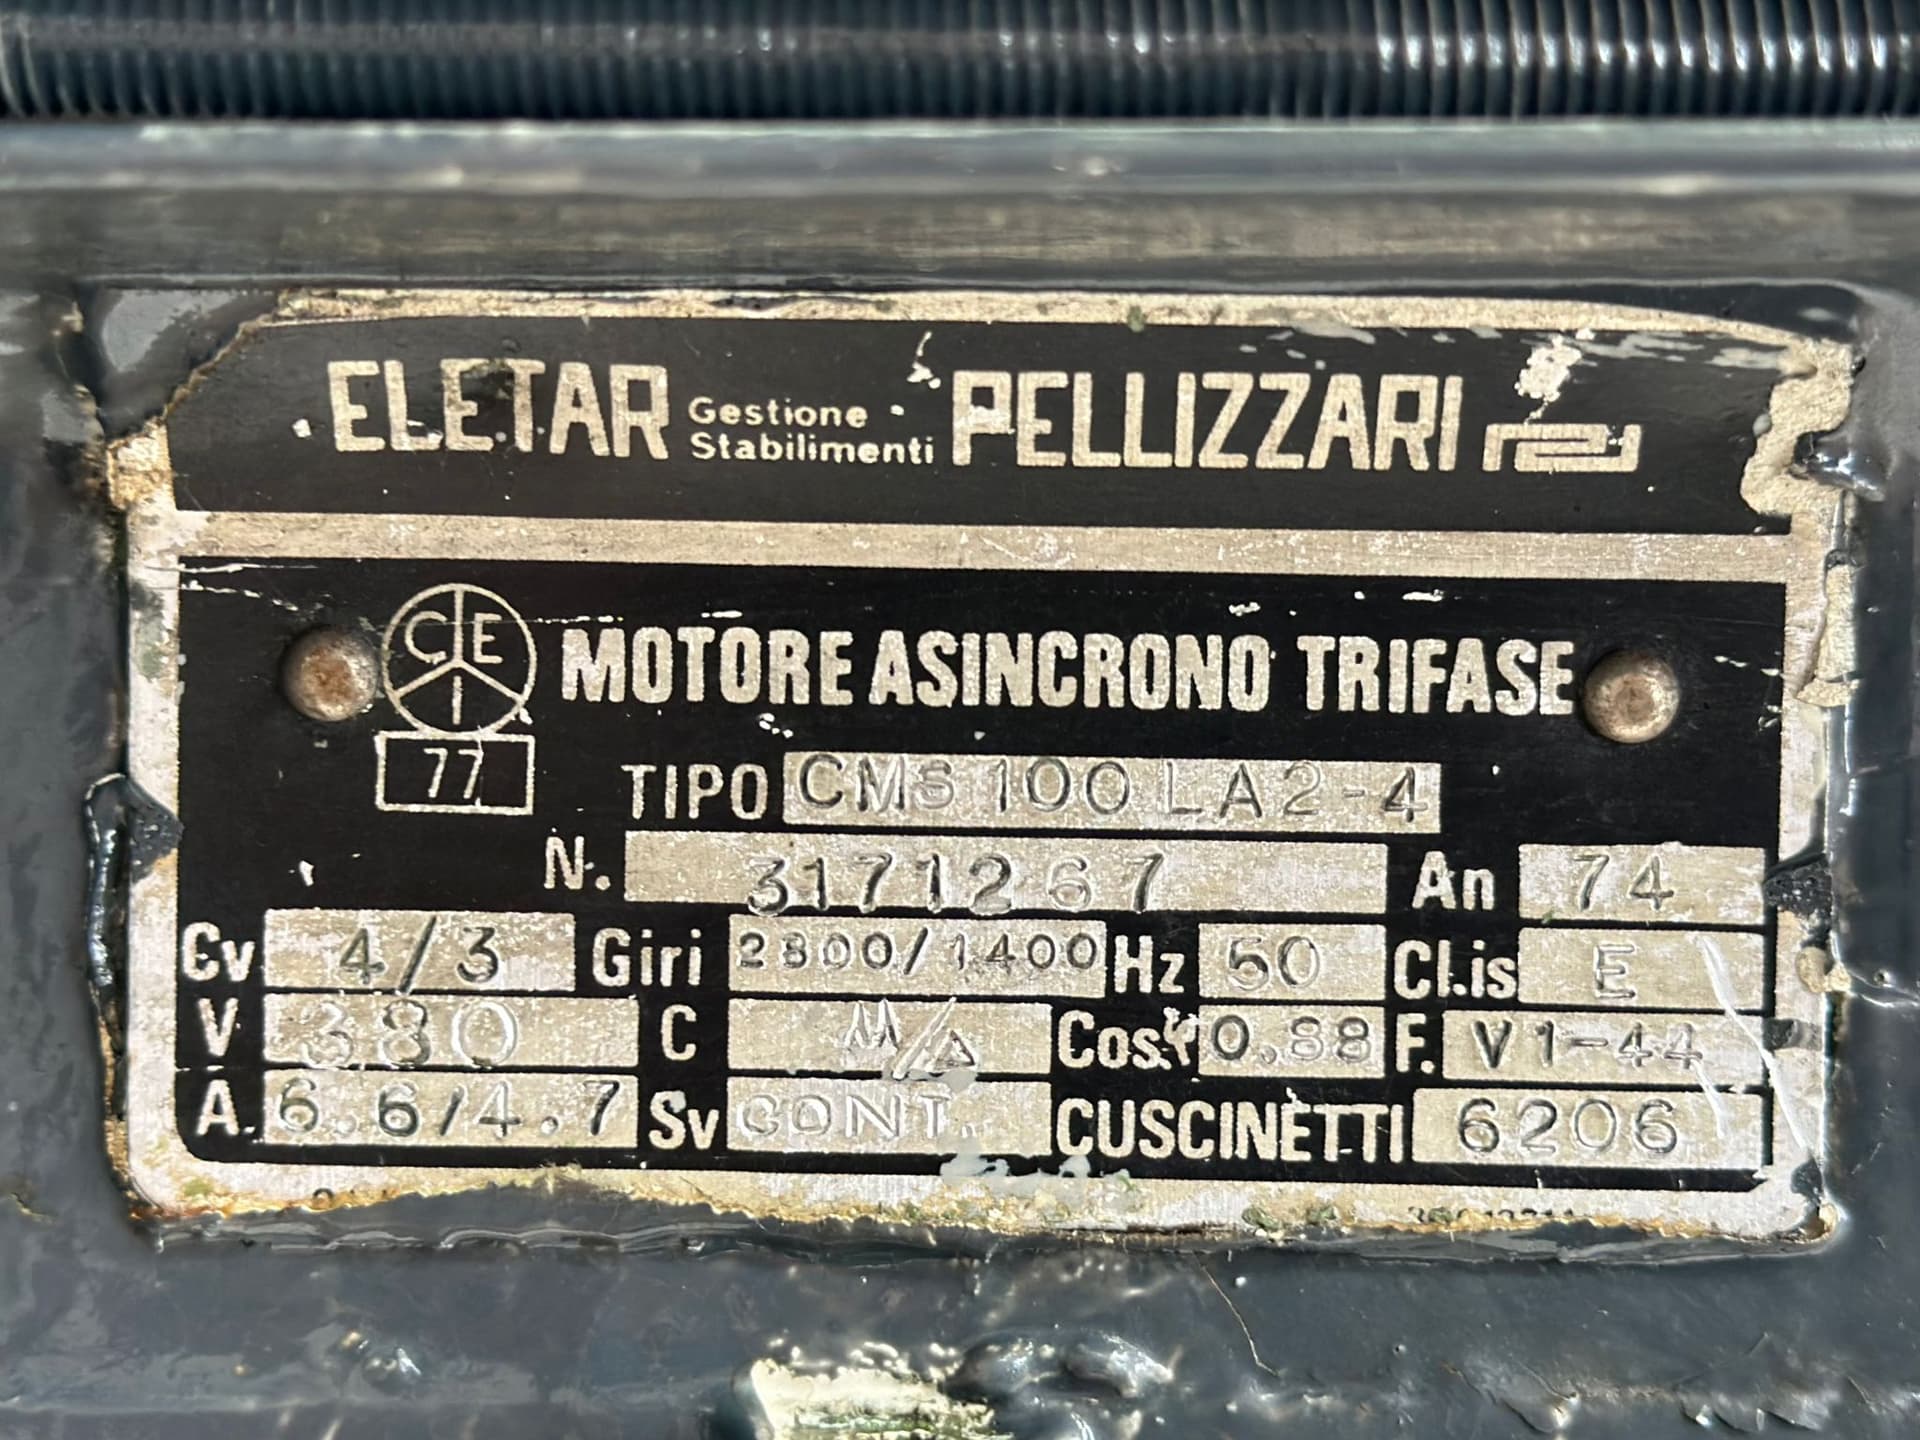 ELETAR Gestione Stabilimenti PELLIZZARI
CEI
MOTORE ASINCRONO TRIFASE
77
TIPO CMS 100 LA2-4
N. 3171267 An 74
Cv 4/3 Giri 2800/1400 Hz 50 Cl.is E
V 380 C Cosφ 0.88 F. V1-44
A. 6.6/4.7 Sv CONT. CUSCINETTI 6206